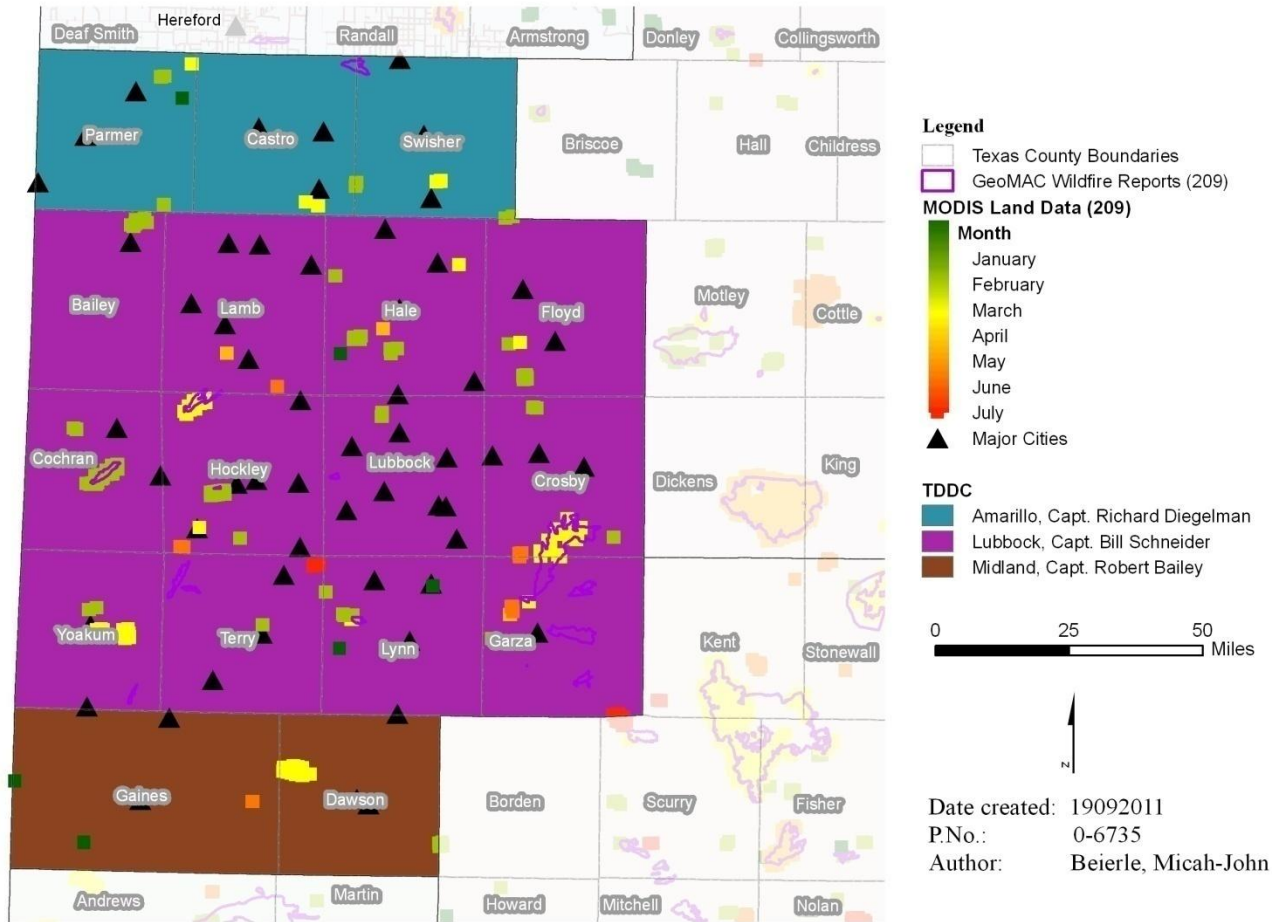 Hereford
Deaf Smith
Randall
Armstrong
Donley
Collingsworth
Parmer
Castro
Swisher
Briscoe
Hall
Childress
Bailey
Lamb
Hale
Floyd
Motley
Cottle
Cochran
Hockley
Lubbock
Crosby
Dickens
King
Yoakum
Terry
Lynn
Garza
Kent
Stonewall
Gaines
Dawson
Borden
Scurry
Fisher
Andrews
Martin
Howard
Mitchell
Nolan
Legend
Texas County Boundaries
GeoMAC Wildfire Reports (209)
MODIS Land Data (209)
Month
January
February
March
April
May
June
July
Major Cities
TDDC
Amarillo, Capt. Richard Diegelman
Lubbock, Capt. Bill Schneider
Midland, Capt. Robert Bailey
0 25 50
Miles
N
Date created: 19092011
P.No.: 0-6735
Author: Beierle, Micah-John